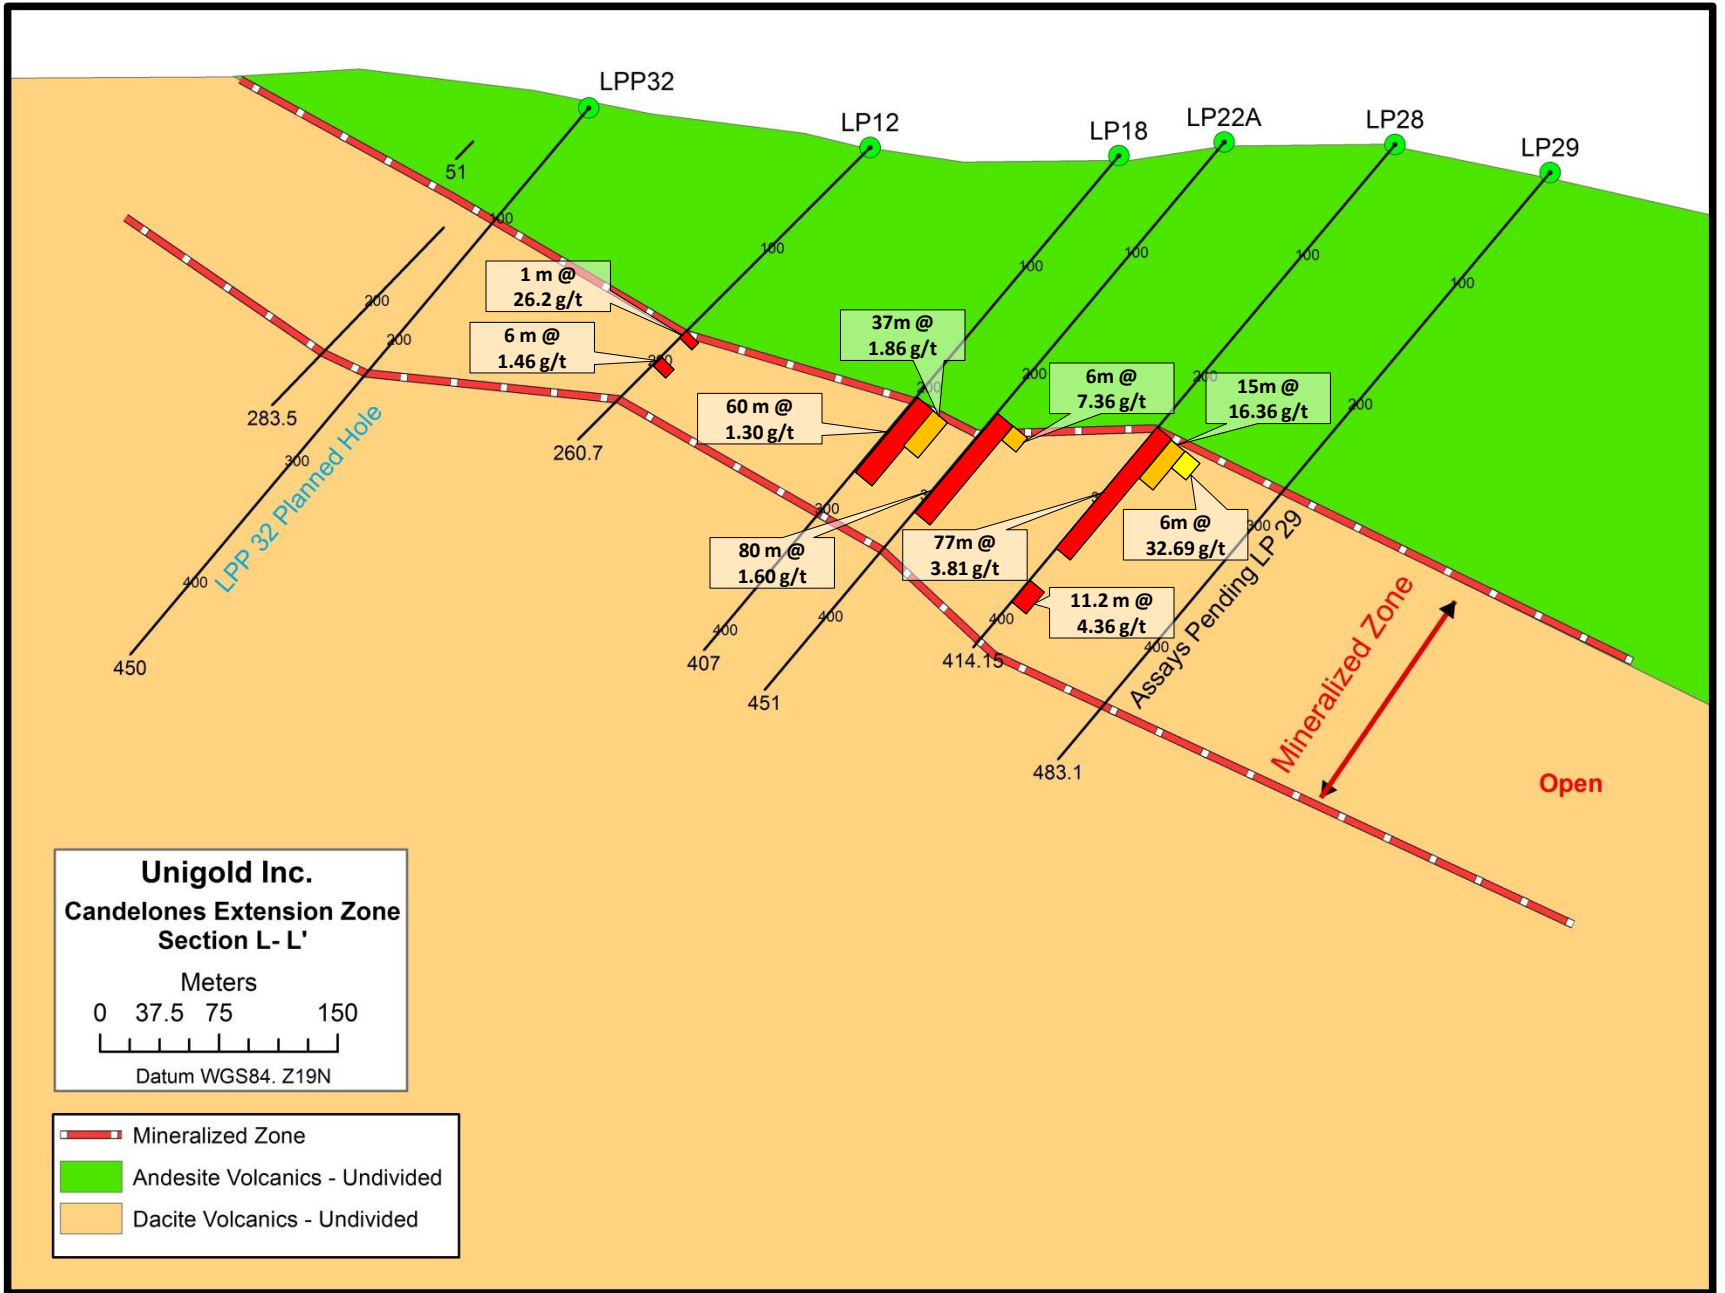 LPP32
LP12
LP18
LP22A
LP28
LP29
51
100
100
100
100
100
100
1 m @
26.2 g/t
6 m @
1.46 g/t
37m @
1.86 g/t
60 m @
1.30 g/t
6m @
7.36 g/t
15m @
16.36 g/t
200
200
200
200
200
200
200
283.5
260.7
300
300
300
80 m @
1.60 g/t
77m @
3.81 g/t
6m @
32.69 g/t
11.2 m @
4.36 g/t
LPP 32 Planned Hole
Assays Pending LP 29
Mineralized Zone
400
400
400
400
400
450
407
451
414.15
483.1
Open
Unigold Inc.
Candelones Extension Zone
Section L- L'
Meters
0 37.5 75 150
Datum WGS84. Z19N
Mineralized Zone
Andesite Volcanics - Undivided
Dacite Volcanics - Undivided